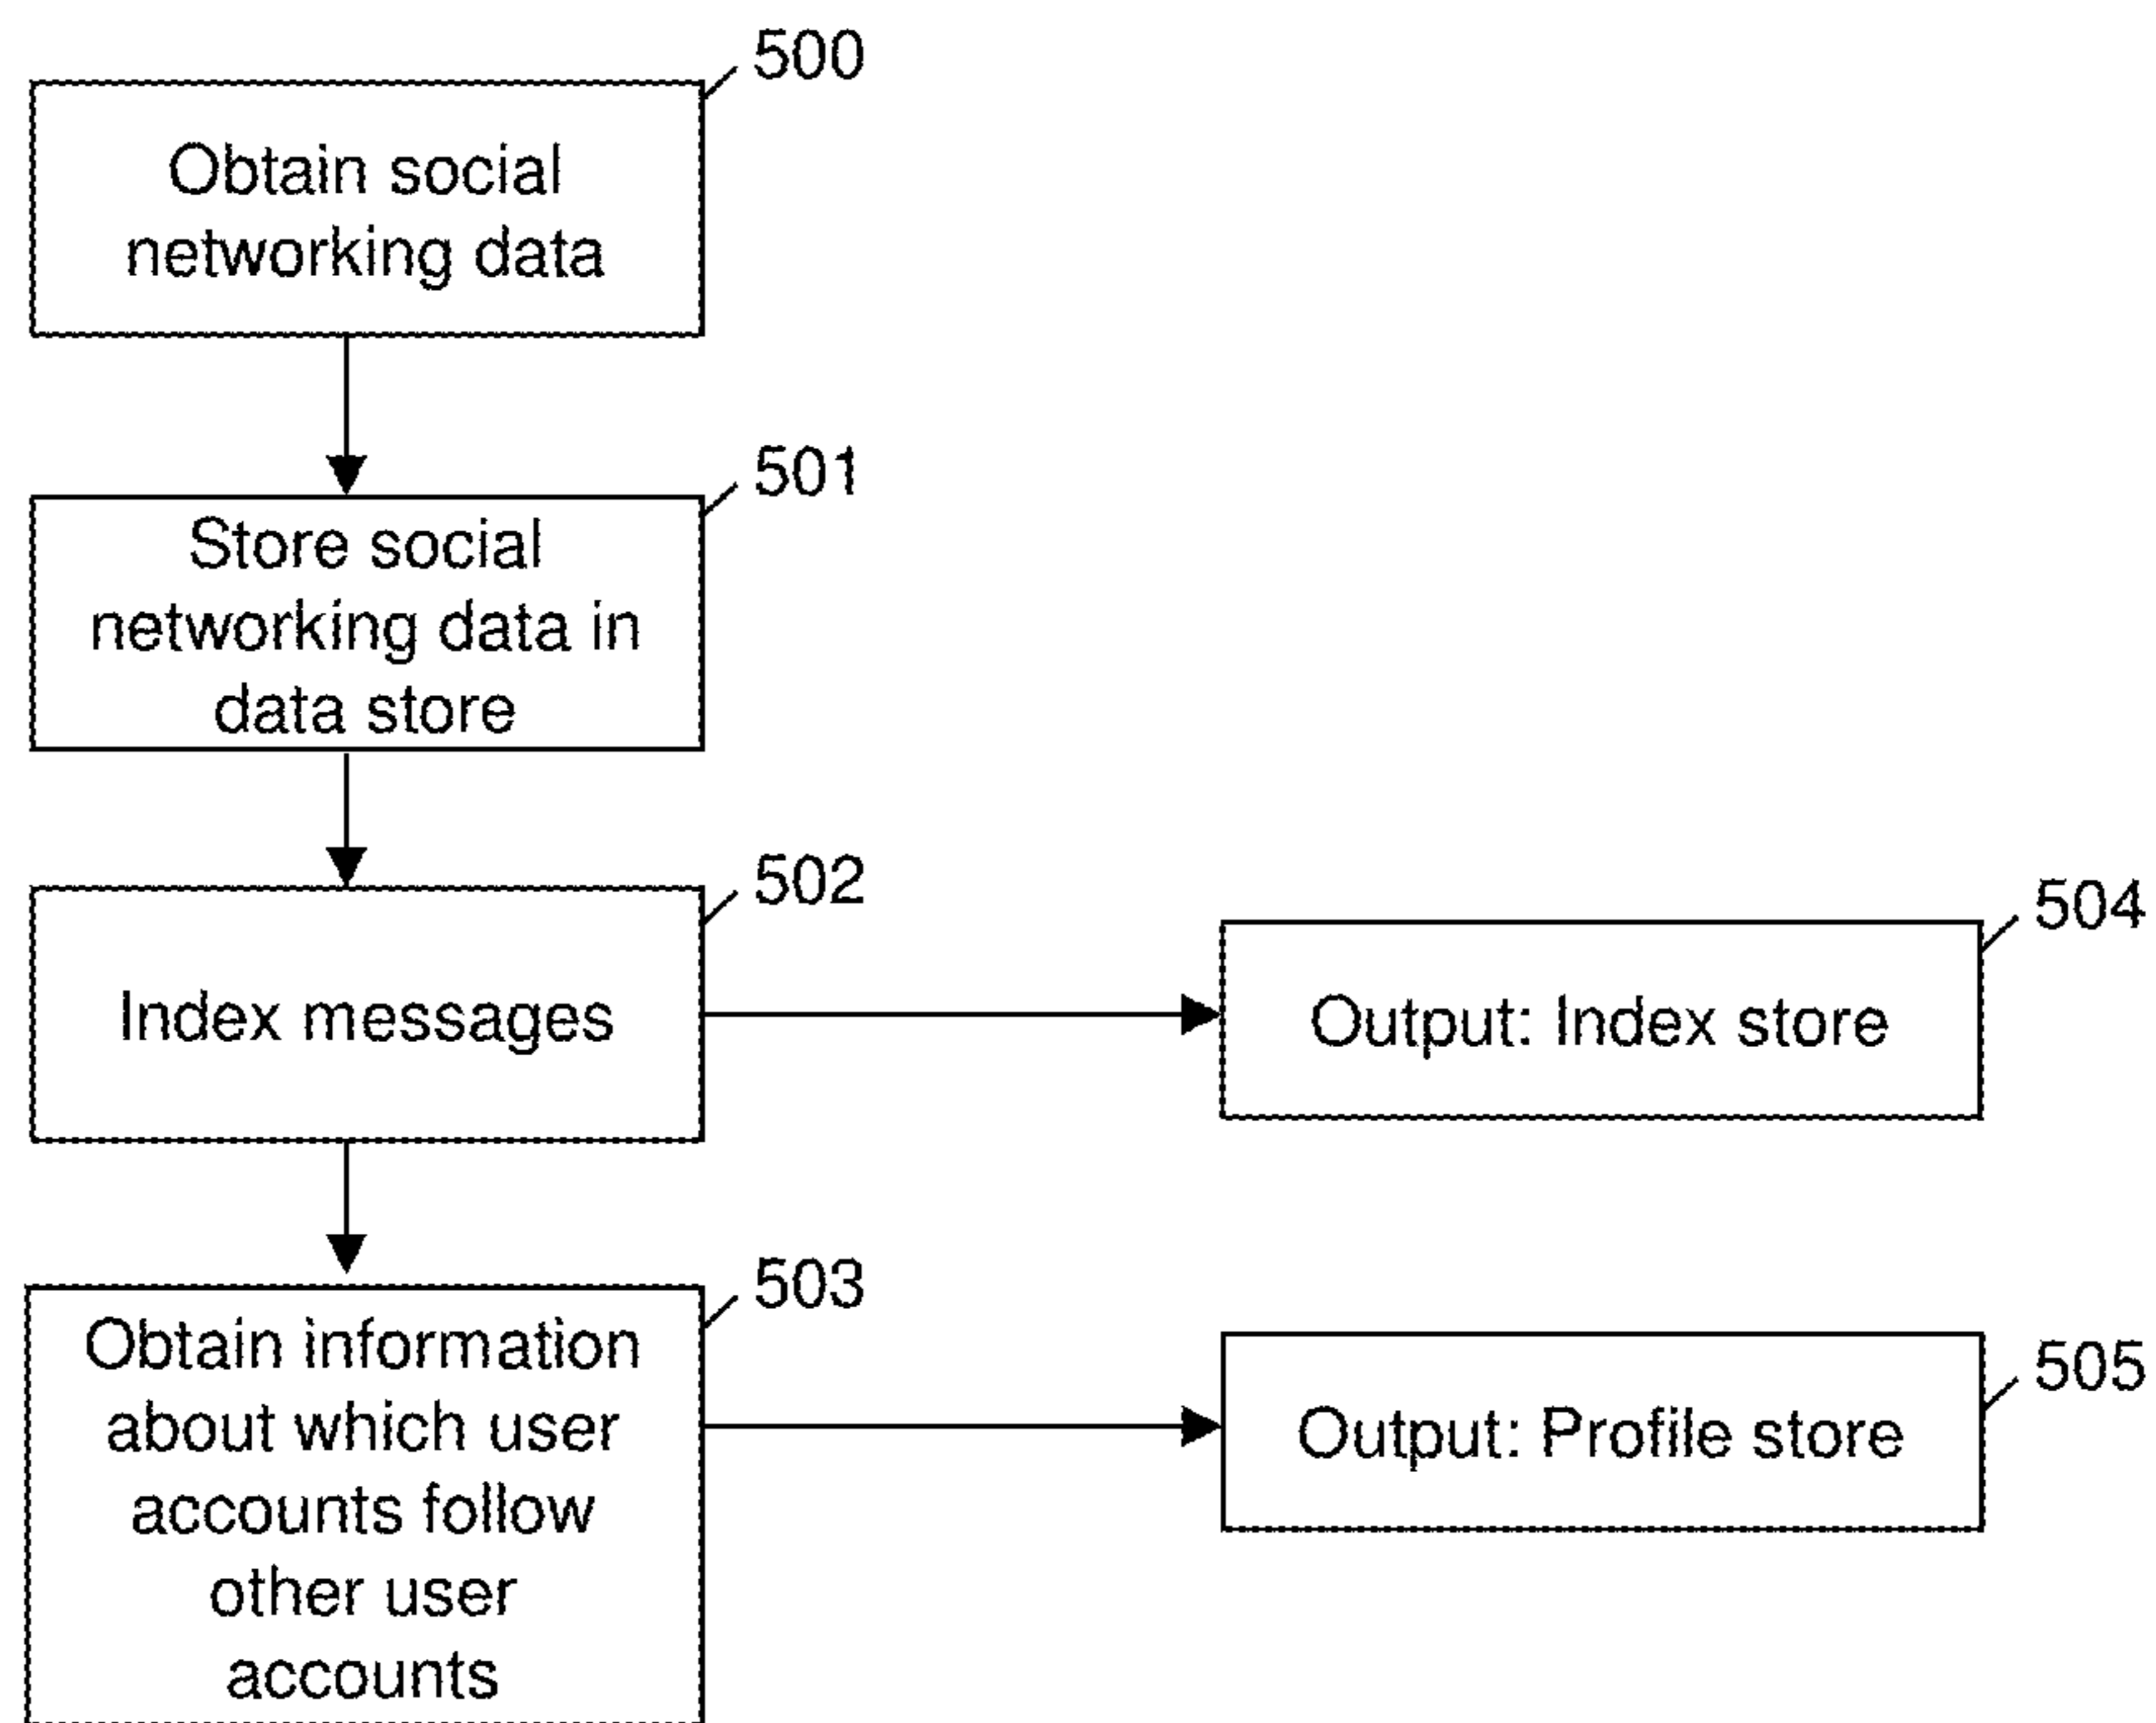 500
Obtain social
networking data
501
Store social
networking data in
data store
502
Index messages
504
Output: Index store
503
Obtain information
about which user
accounts follow
other user
accounts
505
Output: Profile store